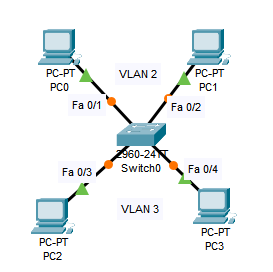 VLAN 2
PC-PT
PC0
PC-PT
PC1
Fa 0/1
Fa 0/2
2960-24TT
Switch0
Fa 0/3
Fa 0/4
VLAN 3
PC-PT
PC2
PC-PT
PC3